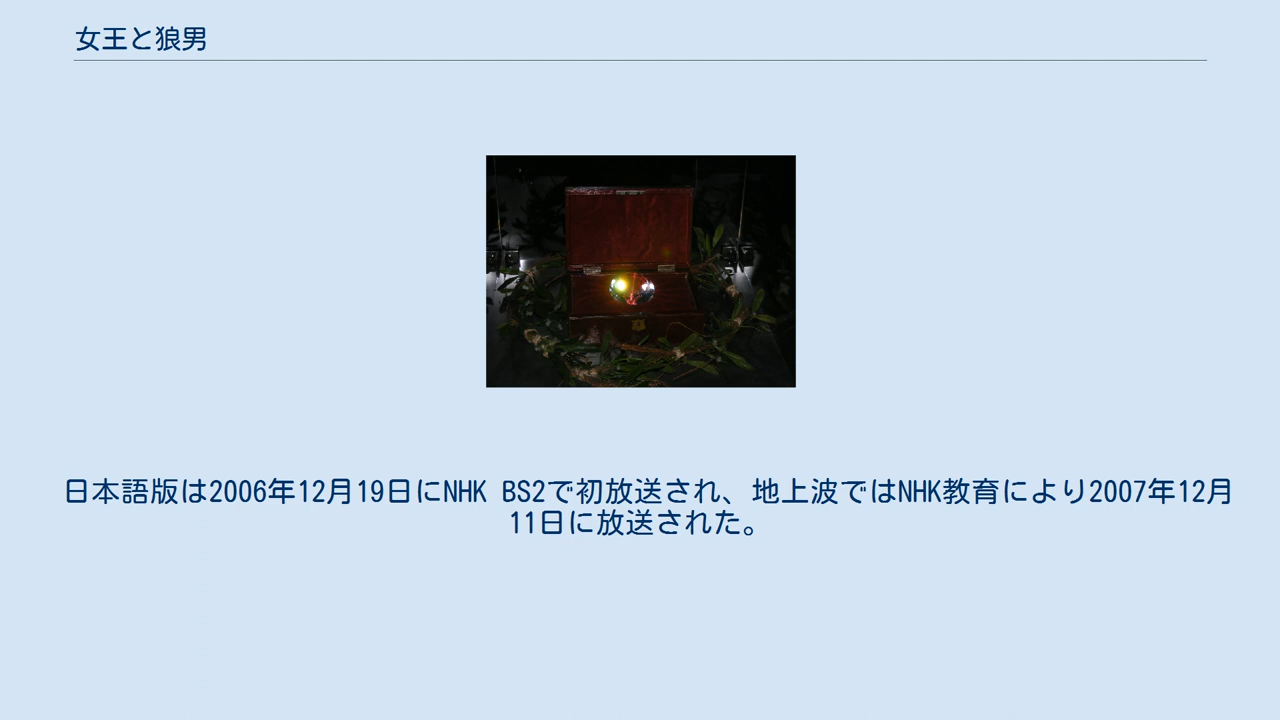 女王と狼男
日本語版は2006年12月19日にNHK BS2で初放送され、地上波ではNHK教育により2007年12月
11日に放送された。